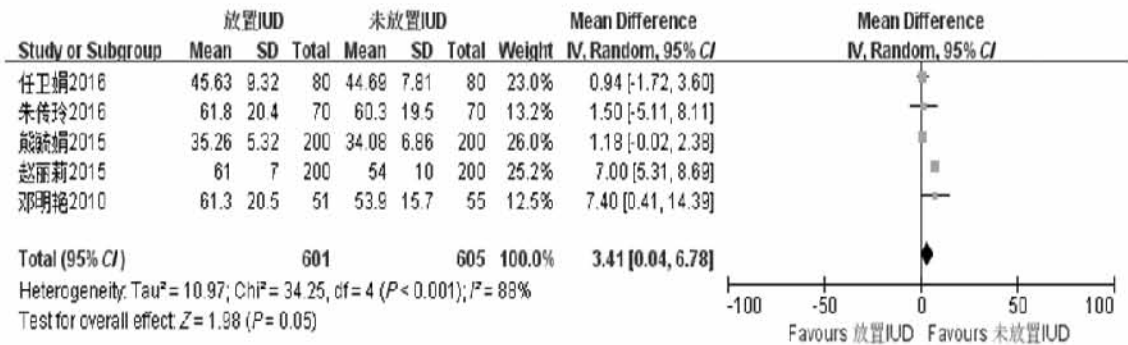 放置IUD 未放置IUD Mean Difference Mean Difference
Study or Subgroup Mean SD Total Mean SD Total Weight IV, Random, 95% CI IV, Random, 95% CI
任卫娟2016 45.63 9.32 80 44.69 7.81 80 23.0% 0.94 [-1.72, 3.60]
朱传玲2016 61.8 20.4 70 60.3 19.5 70 13.2% 1.50 [-5.11, 8.11]
熊毓娟2015 35.26 5.32 200 34.08 6.86 200 26.0% 1.18 [-0.02, 2.38]
赵丽莉2015 61 7 200 54 10 200 25.2% 7.00 [5.31, 8.69]
邓明艳2010 61.3 20.5 51 53.9 15.7 55 12.5% 7.40 [0.41, 14.39]
Total (95% CI) 601 605 100.0% 3.41 [0.04, 6.78]
Heterogeneity: Tau² = 10.97; Chi² = 34.25, df = 4 (P < 0.001); I² = 88%
Test for overall effect: Z = 1.98 (P = 0.05)
-100 -50 0 50 100
Favours 放置IUD Favours 未放置IUD